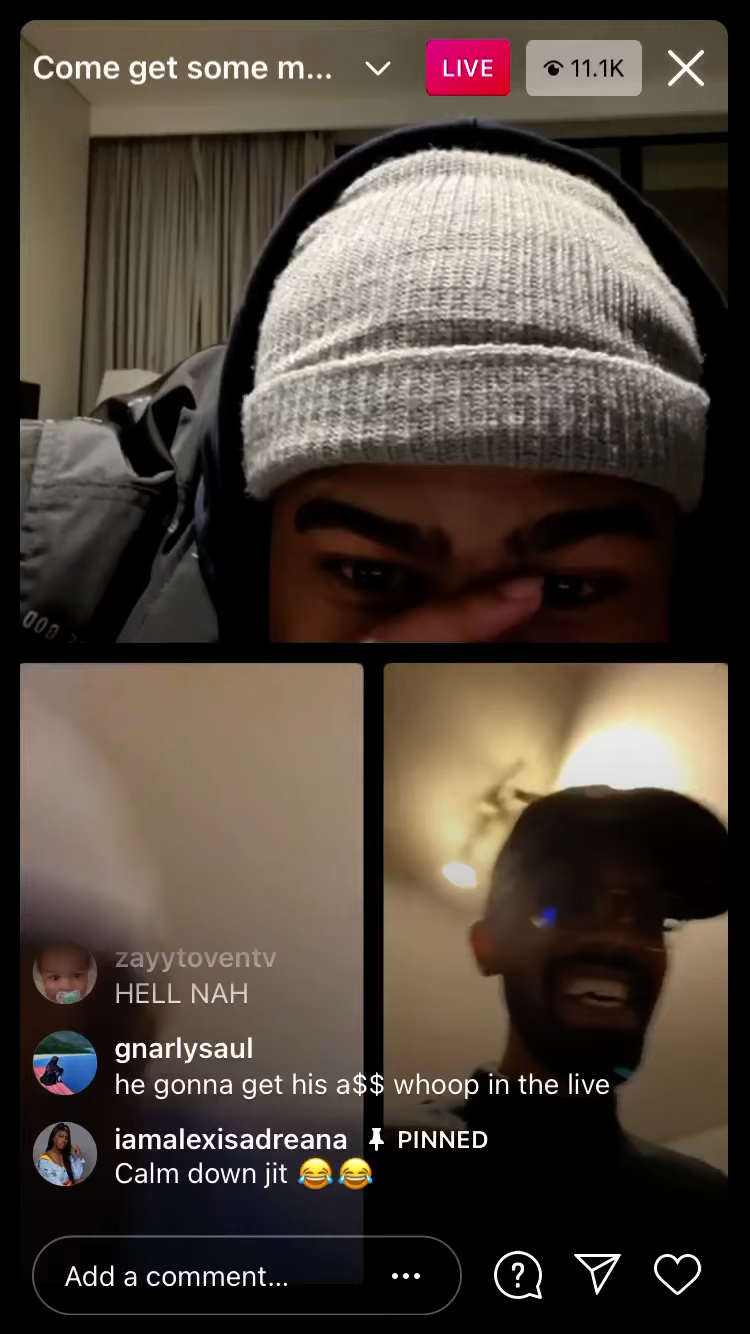 Come get some m...
LIVE
11.1K
zayytoventv
HELL NAH
gnarlysaul
he gonna get his a$$ whoop in the live
iamalexisadreana PINNED
Calm down jit 😂😂
Add a comment...